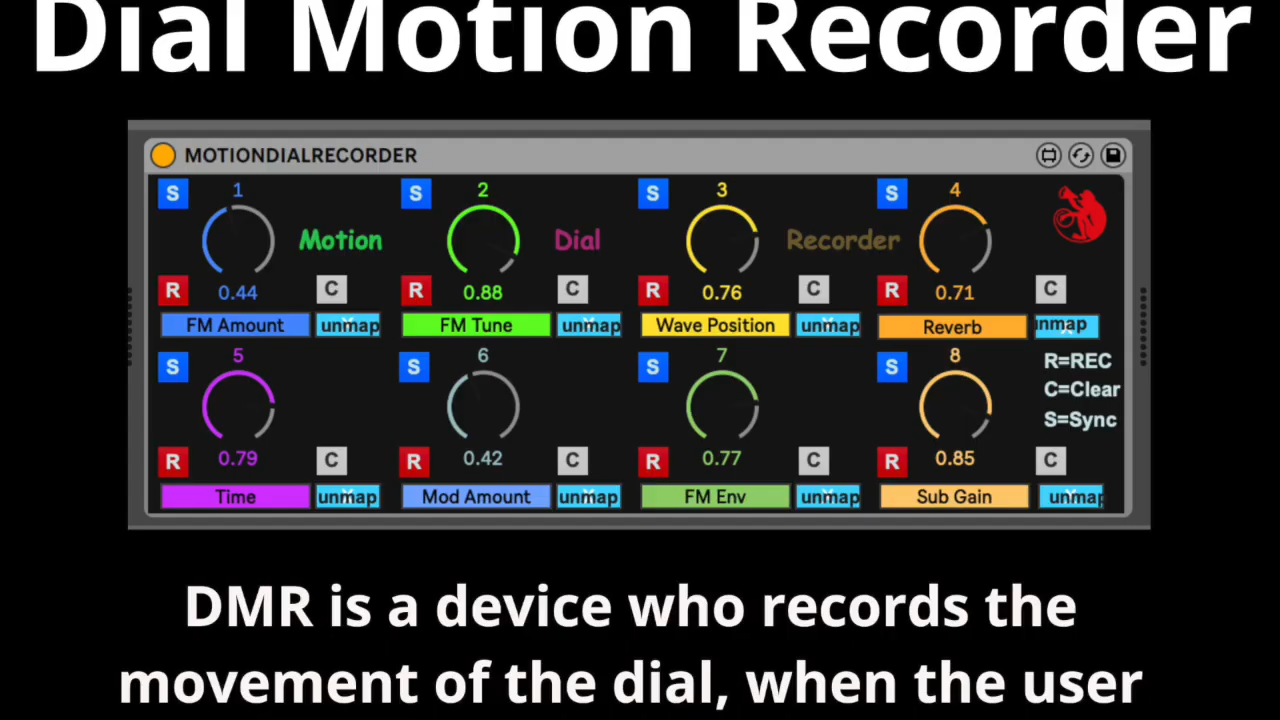 Dial Motion Recorder
MOTIONDIALRECORDER
S 1 S 2 S 3 S 4
Motion Dial Recorder
R 0.44 C R 0.88 C R 0.76 C R 0.71 C
FM Amount unmap FM Tune unmap Wave Position unmap Reverb unmap
S 5 S 6 S 7 S 8
R=REC
C=Clear
S=Sync
R 0.79 C R 0.42 C R 0.77 C R 0.85 C
Time unmap Mod Amount unmap FM Env unmap Sub Gain unmap
DMR is a device who records the
movement of the dial, when the user